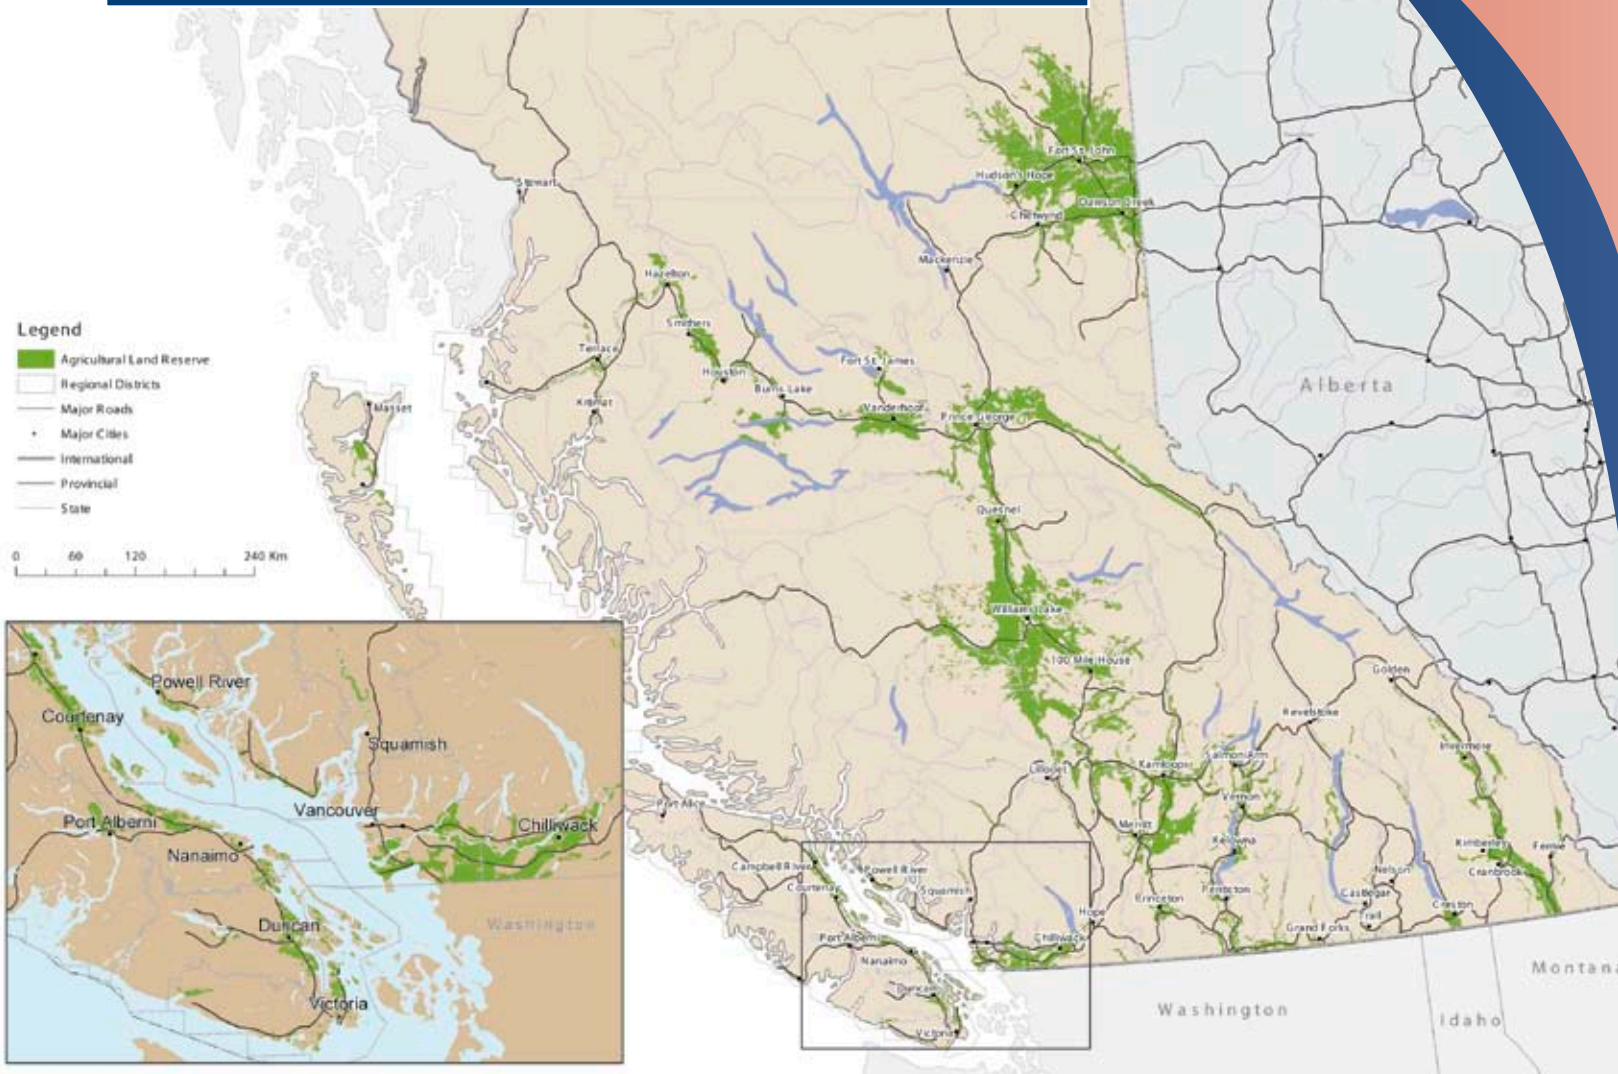 Legend
Agricultural Land Reserve
Regional Districts
Major Roads
Major Cities
International
Provincial
State
0 60 120 240 Km
Stewart
Fort St. John
Hudson's Hope
Dawson Creek
Chetwynd
Mackenzie
Hazelton
Smithers
Terrace
Houston
Fort St. James
Burns Lake
Kitimat
Masset
Vanderhoof
Prince George
Alberta
Quesnel
Williams Lake
100 Mile House
Golden
Revelstoke
Invermere
Salmon Arm
Kamloops
Lillooet
Vernon
Port Alice
Merritt
Kelowna
Kimberley
Fernie
Cranbrook
Campbell River
Powell River
Courtenay
Squamish
Nelson
Penticton
Castlegar
Princeton
Creston
Hope
Trail
Grand Forks
Port Alberni
Chilliwack
Nanaimo
Duncan
Victoria
Washington
Idaho
Montana
Powell River
Courtenay
Squamish
Vancouver
Port Alberni
Chilliwack
Nanaimo
Duncan
Washington
Victoria